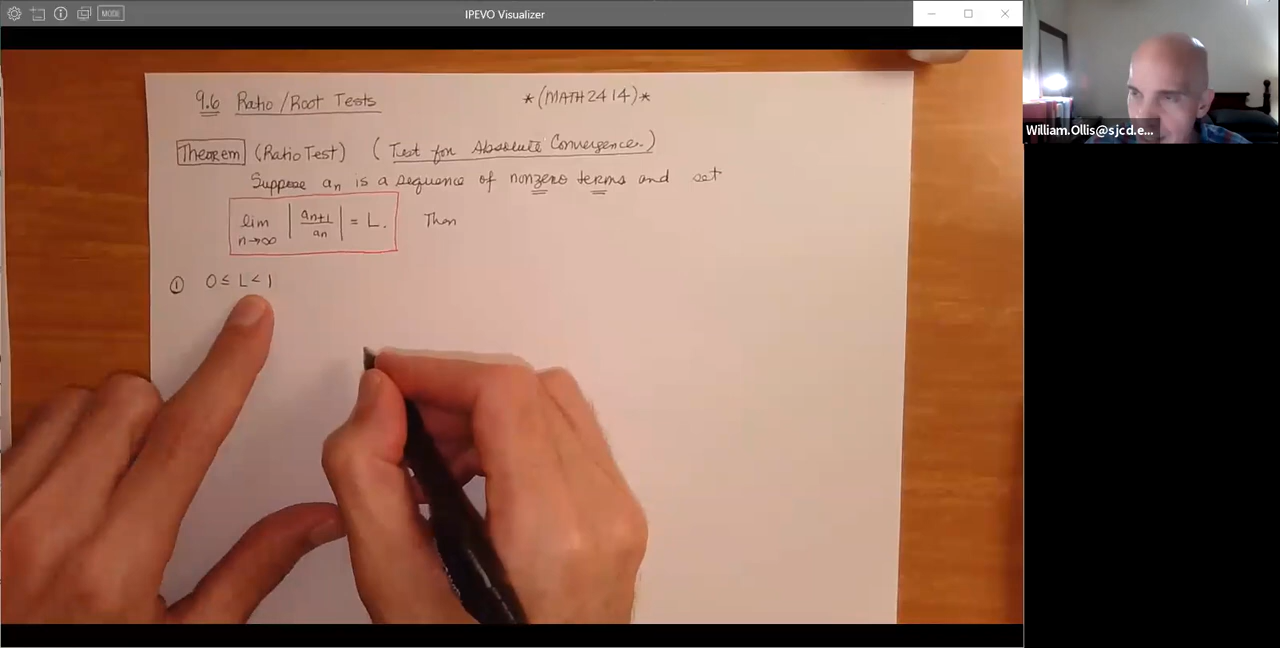 IPEVO Visualizer
MODE
9.6 Ratio/Root Tests
*(MATH 2414)*
Theorem (Ratio Test) (Test for Absolute Convergence.)
Suppose aₙ is a sequence of nonzero terms and set
lim n→∞ |aₙ₊₁/aₙ| = L. Then
① 0 ≤ L < 1
William.Ollis@sjcd.e...